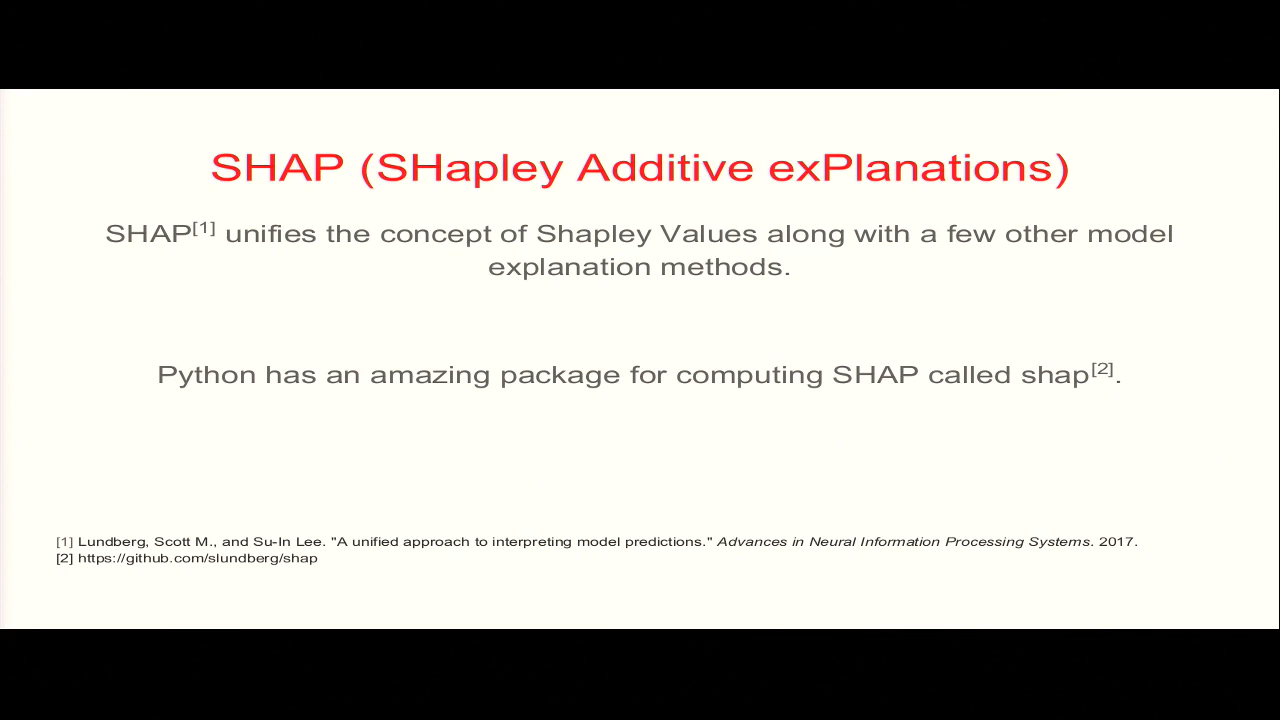 SHAP (SHapley Additive exPlanations)
SHAP[1] unifies the concept of Shapley Values along with a few other model
explanation methods.
Python has an amazing package for computing SHAP called shap[2].
[1] Lundberg, Scott M., and Su-In Lee. "A unified approach to interpreting model predictions." Advances in Neural Information Processing Systems. 2017.
[2] https://github.com/slundberg/shap